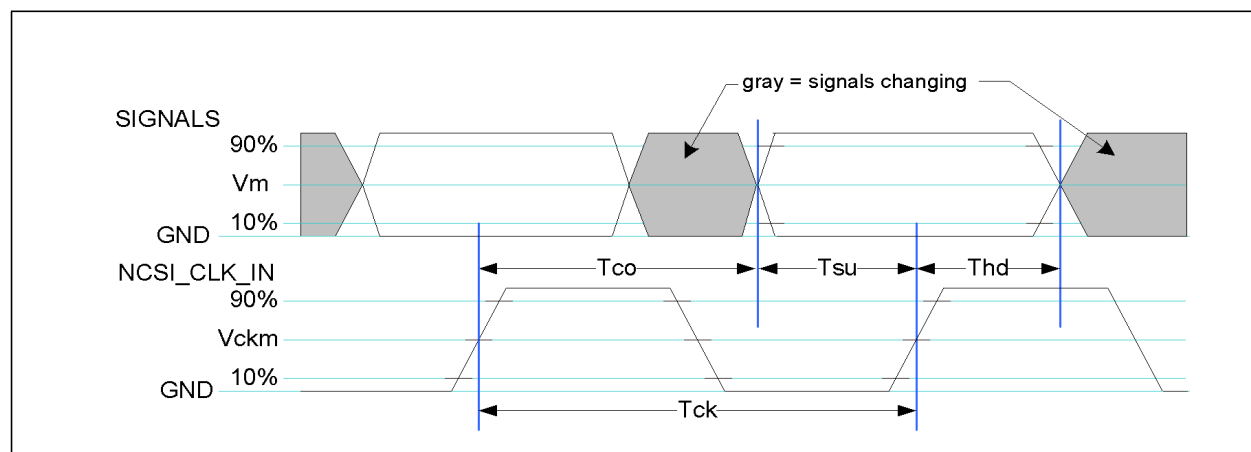 gray = signals changing
SIGNALS
90%
Vm
10%
GND
Tco
Tsu
Thd
NCSI_CLK_IN
90%
Vckm
10%
GND
Tck